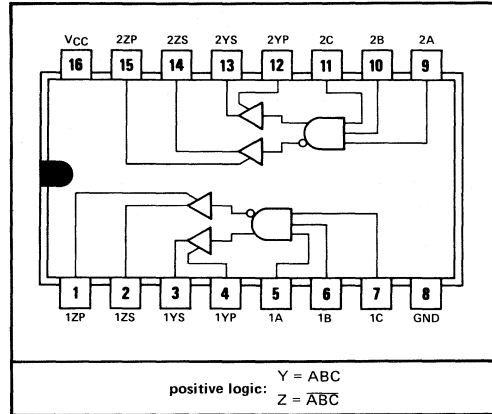 VCC 2ZP 2ZS 2YS 2YP 2C 2B 2A
16 15 14 13 12 11 10 9
1 2 3 4 5 6 7 8
1ZP 1ZS 1YS 1YP 1A 1B 1C GND
positive logic: Y = ABC
Z = A̅B̅C̅